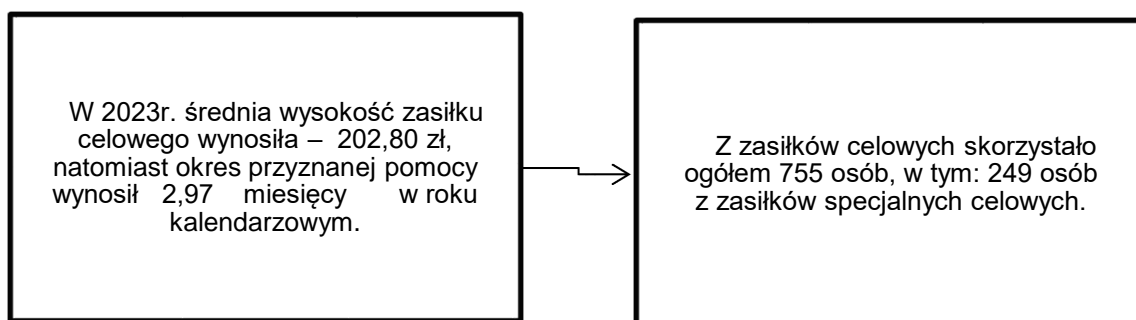 W 2023r. średnia wysokość zasiłku
celowego wynosiła – 202,80 zł,
natomiast okres przyznanej pomocy
wynosił 2,97 miesięcy w roku
kalendarzowym.
Z zasiłków celowych skorzystało
ogółem 755 osób, w tym: 249 osób
z zasiłków specjalnych celowych.